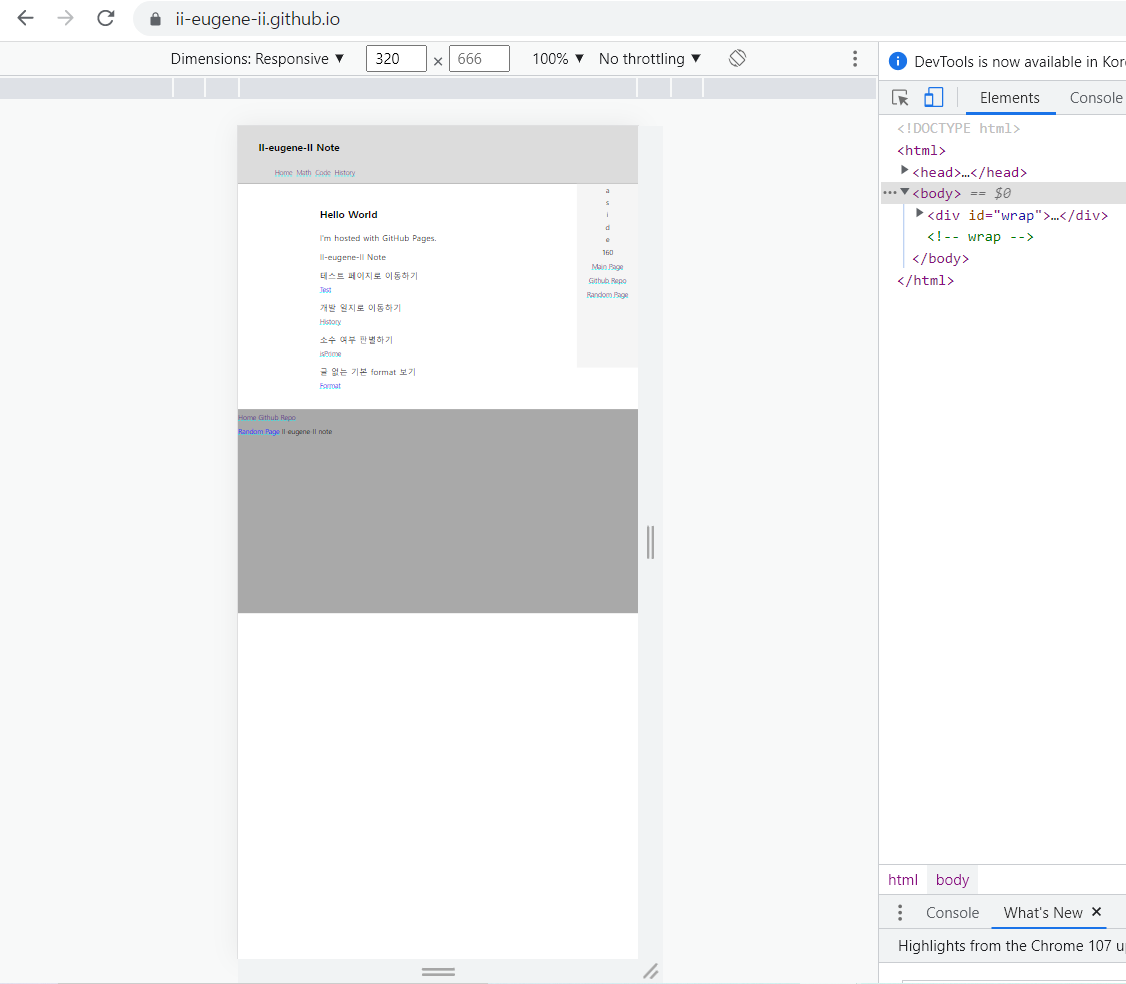 ii-eugene-ii.github.io
Dimensions: Responsive ▼ 320 × 666 100% ▼ No throttling ▼
DevTools is now available in Kor
Elements Console
<!DOCTYPE html>
<html>
<head>…</head>
<body> == $0
<div id="wrap">…</div>
<!-- wrap -->
</body>
</html>
II-eugene-II Note
Home Math Code History
Hello World
I'm hosted with GitHub Pages.
II-eugene-II Note
테스트 페이지로 이동하기
Test
개발 일지로 이동하기
History
소수 여부 판별하기
isPrime
글 없는 기본 format 보기
Format
a
s
i
d
e
160
Main Page
Github Repo
Random Page
Home Github Repo
Random Page II-eugene-II note
html body
Console What's New ×
Highlights from the Chrome 107 up